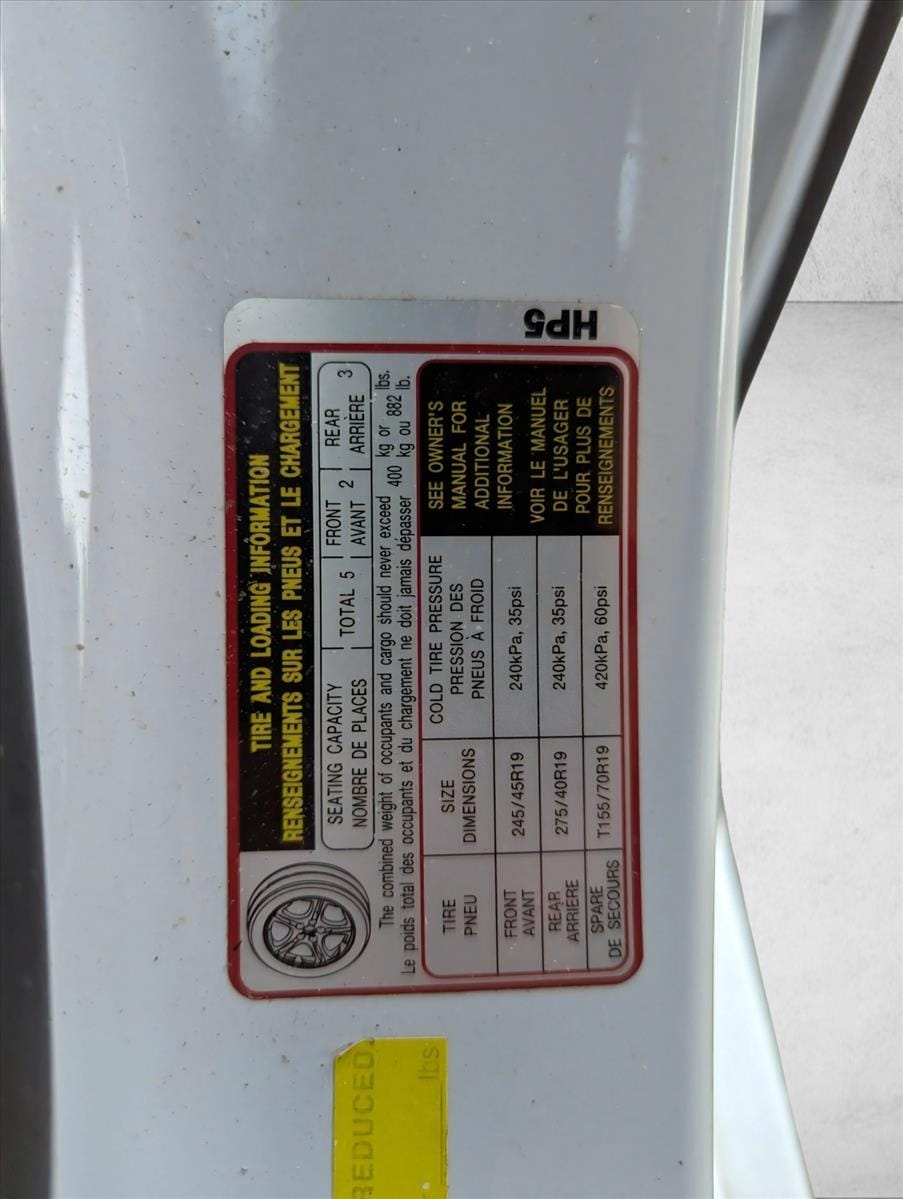 HP5
TIRE AND LOADING INFORMATION
RENSEIGNEMENTS SUR LES PNEUS ET LE CHARGEMENT
SEATING CAPACITY TOTAL 5 FRONT 2 REAR 3
NOMBRE DE PLACES AVANT ARRIÈRE
The combined weight of occupants and cargo should never exceed kg or lbs.
Le poids total des occupants et du chargement ne doit jamais dépasser 400 kg ou 882 lb.
TIRE SIZE COLD TIRE PRESSURE
PNEU DIMENSIONS PRESSION DES
PNEUS À FROID
FRONT 245/45R19 240kPa, 35psi
AVANT
REAR 275/40R19 240kPa, 35psi
ARRIÈRE
SPARE T155/70R19 420kPa, 60psi
DE SECOURS
SEE OWNER'S
MANUAL FOR
ADDITIONAL
INFORMATION
VOIR LE MANUEL
DE L'USAGER
POUR PLUS DE
RENSEIGNEMENTS
REDUCED.
lbs